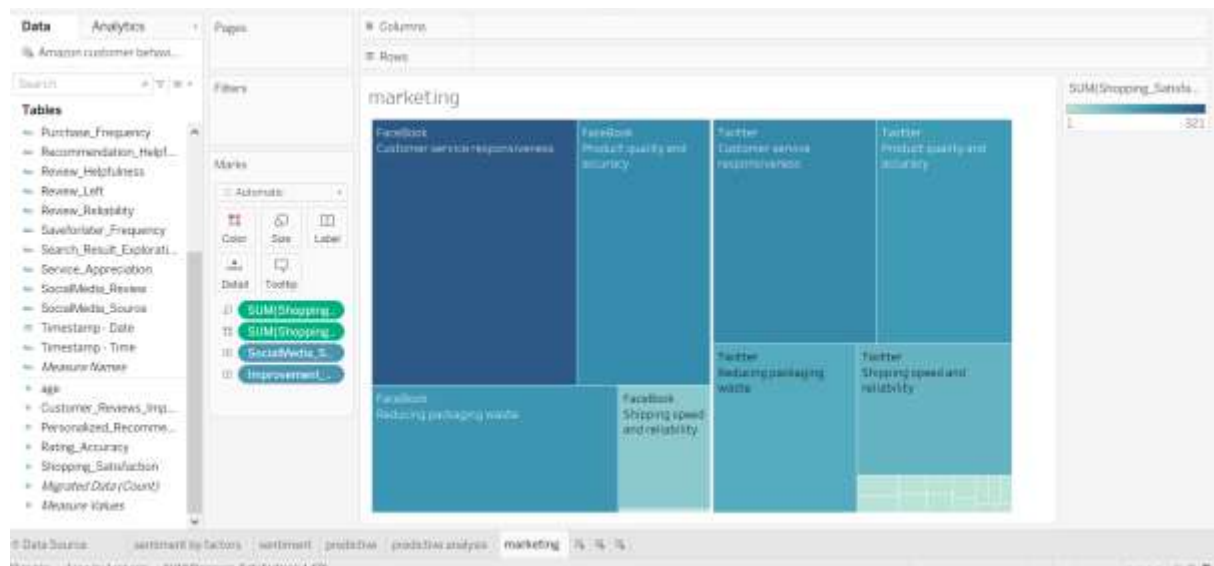 Data Analytics
Amazon customer behavi...
Search
Tables
Purchase_Frequency
Recommendation_Helpf...
Review_Helpfulness
Review_Left
Review_Reliability
Saveforlater_Frequency
Search_Result_Explorati...
Service_Appreciation
SocialMedia_Review
SocialMedia_Source
Timestamp - Date
Timestamp - Time
Measure Names
age
Customer_Reviews_Imp...
Personalized_Recomme...
Rating_Accuracy
Shopping_Satisfaction
Migrated Data (Count)
Measure Values
Pages
Filters
Marks
Automatic
Color Size Label
Detail Tooltip
SUM(Shopping..
SUM(Shopping..
SocialMedia_S..
Improvement_..
Columns
Rows
marketing
FaceBook
Customer service responsiveness
FaceBook
Product quality and
accuracy
Twitter
Customer service
responsiveness
Twitter
Product quality and
accuracy
FaceBook
Reducing packaging waste
FaceBook
Shipping speed
and reliability
Twitter
Reducing packaging
waste
Twitter
Shipping speed and
reliability
SUM(Shopping_Satisfa...
1 321
Data Source sentiment by factors sentiment predictive predictive analysis marketing